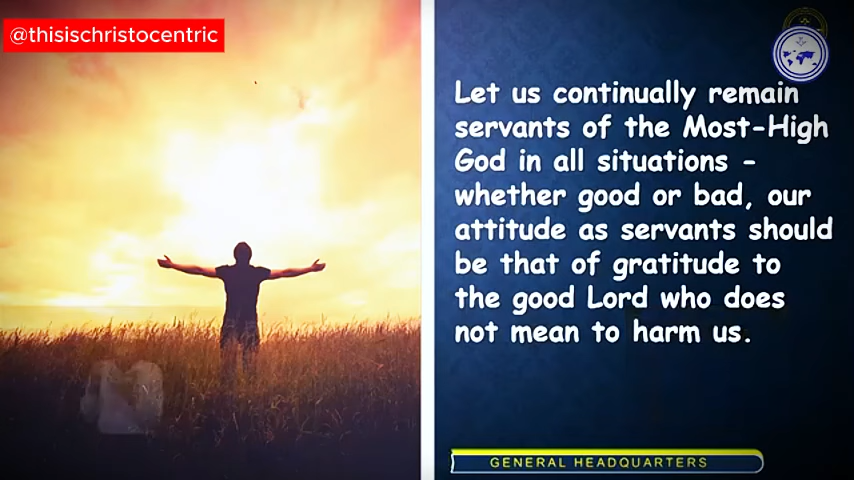 @thisischristocentric
Let us continually remain
servants of the Most-High
God in all situations -
whether good or bad, our
attitude as servants should
be that of gratitude to
the good Lord who does
not mean to harm us.
GENERAL HEADQUARTERS